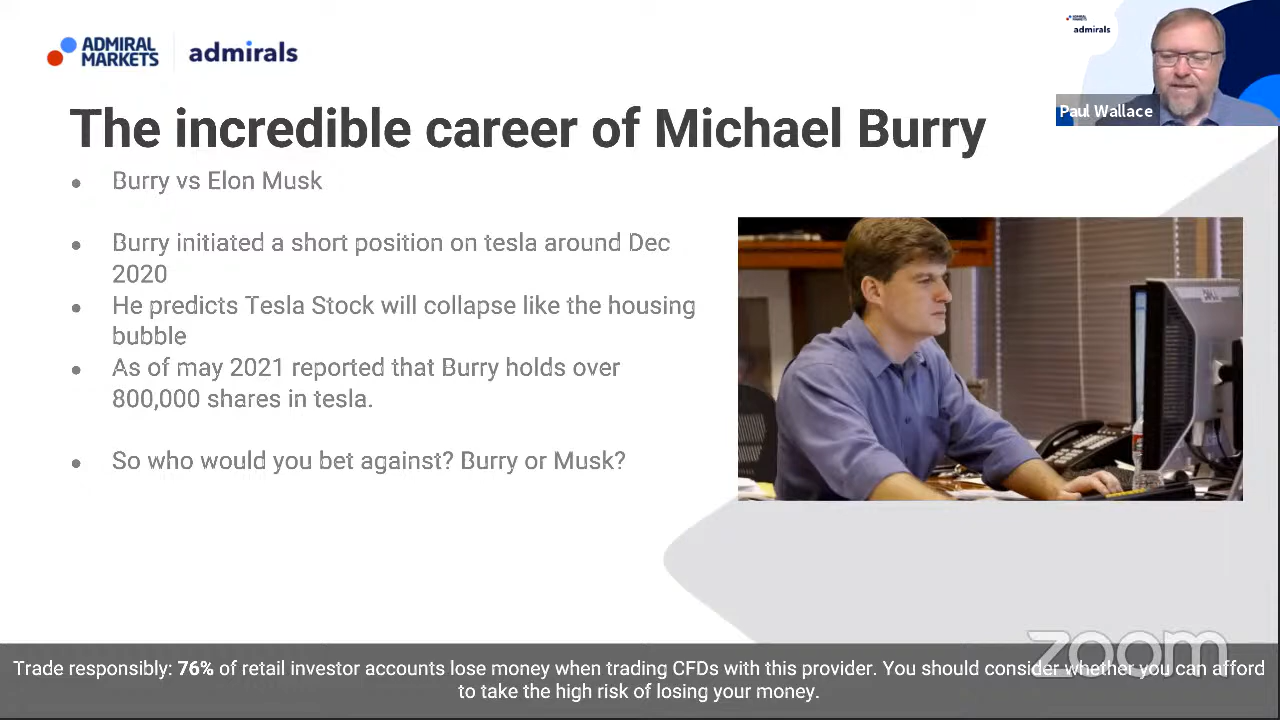 ADMIRAL
MARKETS
admirals
admirals
Paul Wallace
The incredible career of Michael Burry
● Burry vs Elon Musk
● Burry initiated a short position on tesla around Dec
2020
● He predicts Tesla Stock will collapse like the housing
bubble
● As of may 2021 reported that Burry holds over
800,000 shares in tesla.
● So who would you bet against? Burry or Musk?
zoom
Trade responsibly: 76% of retail investor accounts lose money when trading CFDs with this provider. You should consider whether you can afford
to take the high risk of losing your money.